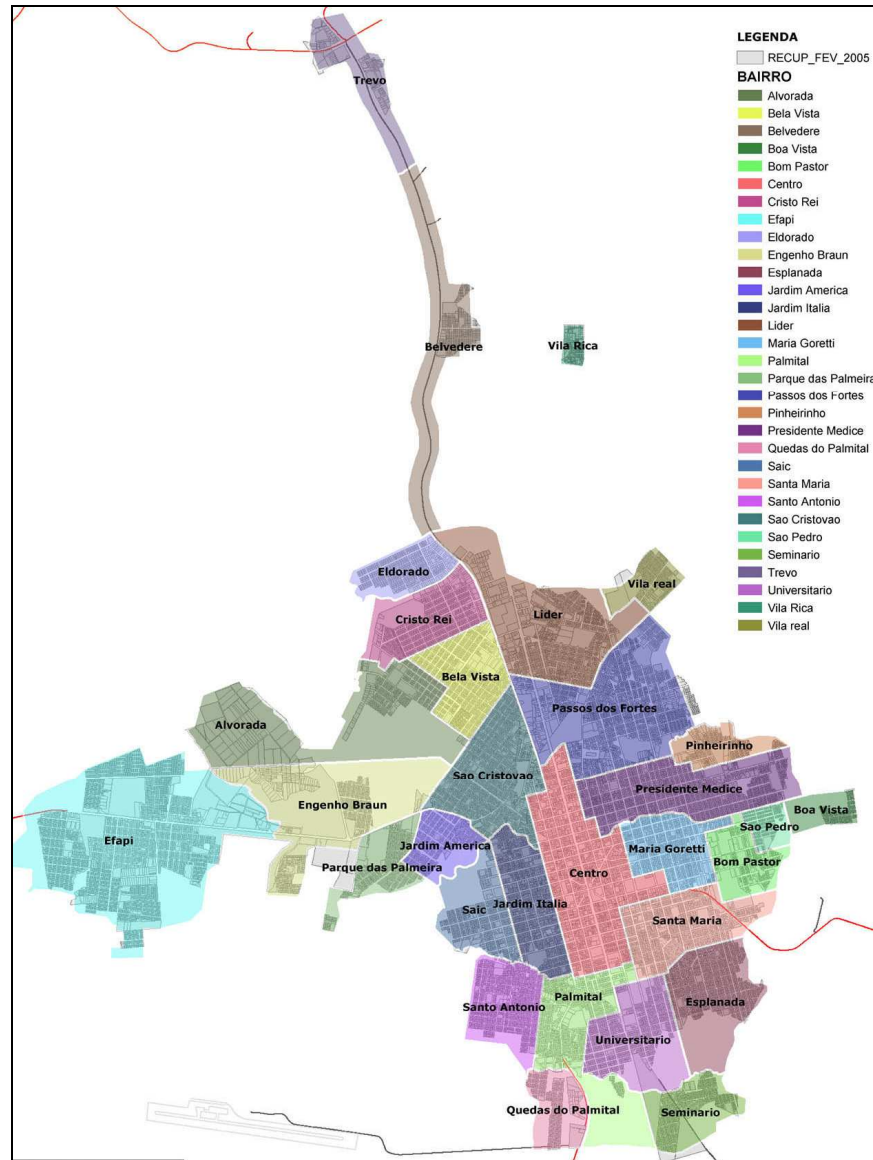 LEGENDA
RECUP_FEV_2005
BAIRRO
Alvorada
Bela Vista
Belvedere
Boa Vista
Bom Pastor
Centro
Cristo Rei
Efapi
Eldorado
Engenho Braun
Esplanada
Jardim America
Jardim Italia
Lider
Maria Goretti
Palmital
Parque das Palmeira
Passos dos Fortes
Pinheirinho
Presidente Medice
Quedas do Palmital
Saic
Santa Maria
Santo Antonio
Sao Cristovao
Sao Pedro
Seminario
Trevo
Universitario
Vila Rica
Vila real
Trevo
Belvedere
Vila Rica
Eldorado
Vila real
Cristo Rei
Lider
Bela Vista
Passos dos Fortes
Alvorada
Pinheirinho
Sao Cristovao
Presidente Medice
Engenho Braun
Boa Vista
Sao Pedro
Efapi
Jardim America
Maria Goretti
Bom Pastor
Parque das Palmeira
Centro
Jardim Italia
Saic
Santa Maria
Palmital
Esplanada
Santo Antonio
Universitario
Quedas do Palmital
Seminario